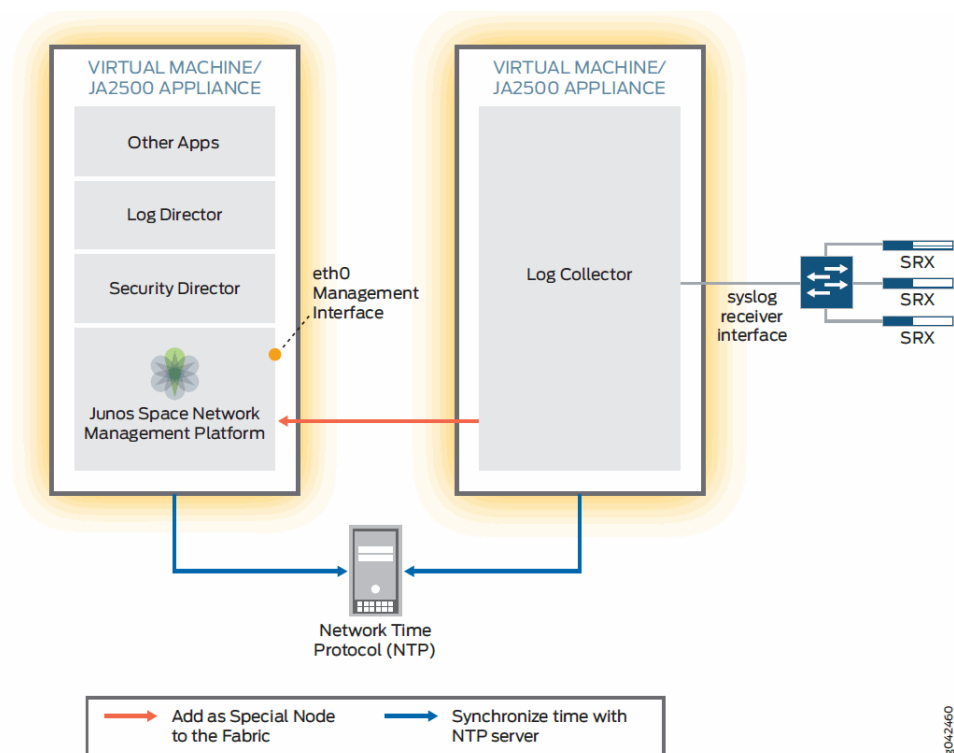 VIRTUAL MACHINE/
JA2500 APPLIANCE
Other Apps
Log Director
Security Director
Junos Space Network
Management Platform
eth0
Management
Interface
VIRTUAL MACHINE/
JA2500 APPLIANCE
Log Collector
syslog
receiver
interface
SRX
SRX
SRX
Network Time
Protocol (NTP)
Add as Special Node
to the Fabric
Synchronize time with
NTP server
g042460